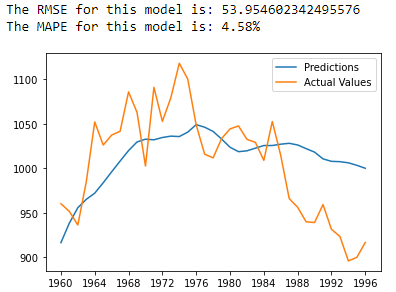 The RMSE for this model is: 53.954602342495576
The MAPE for this model is: 4.58%
Predictions
Actual Values
1100
1050
1000
950
900
1960 1964 1968 1972 1976 1980 1984 1988 1992 1996